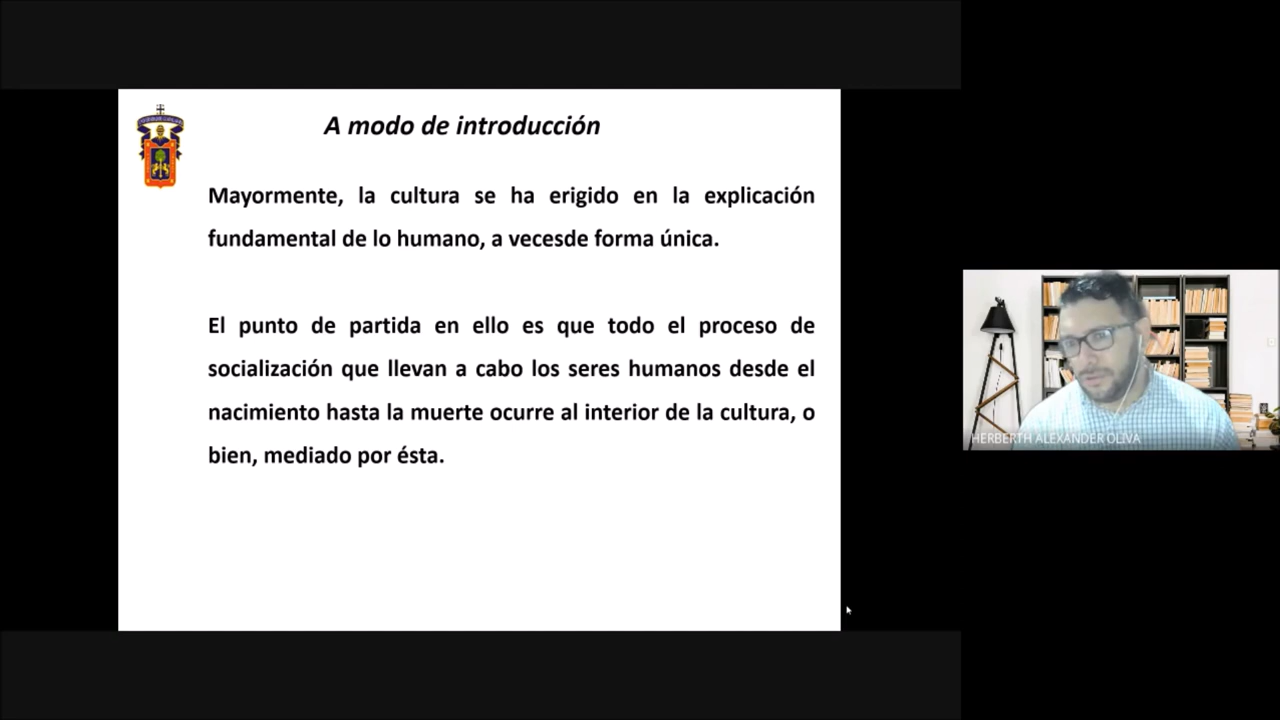 A modo de introducción
Mayormente, la cultura se ha erigido en la explicación
fundamental de lo humano, a vecesde forma única.
El punto de partida en ello es que todo el proceso de
socialización que llevan a cabo los seres humanos desde el
nacimiento hasta la muerte ocurre al interior de la cultura, o
bien, mediado por ésta.
HERBERTH ALEXANDER OLIVA